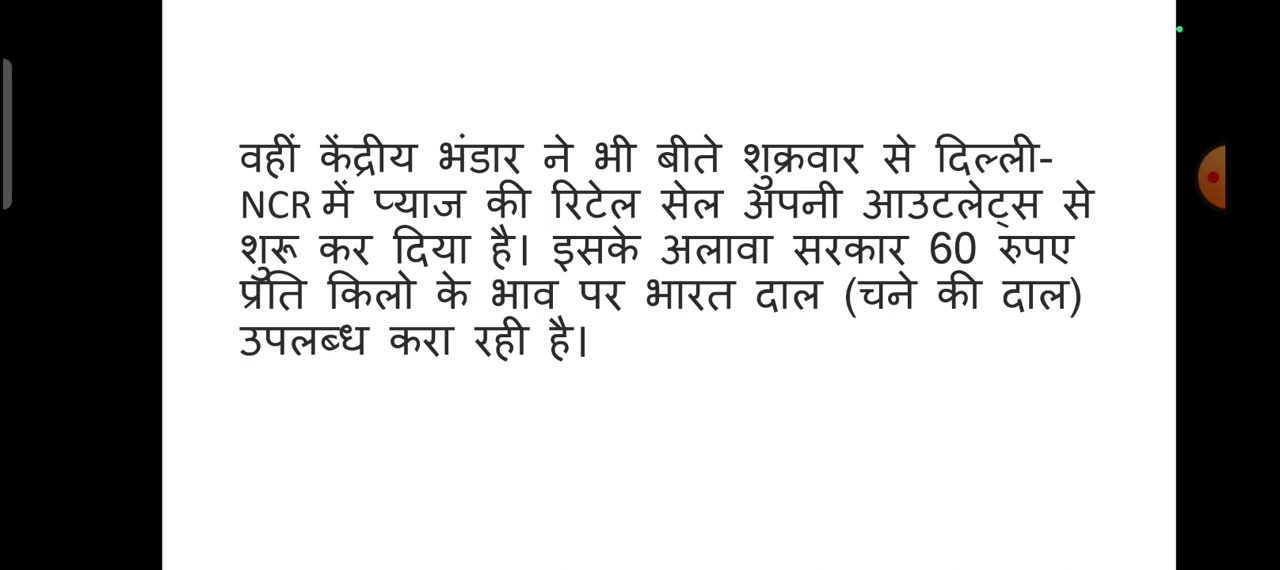 वहीं केंद्रीय भंडार ने भी बीते शुक्रवार से दिल्ली-
NCR में प्याज की रिटेल सेल अपनी आउटलेट्स से
शुरू कर दिया है। इसके अलावा सरकार 60 रुपए
प्रति किलो के भाव पर भारत दाल (चने की दाल)
उपलब्ध करा रही है।